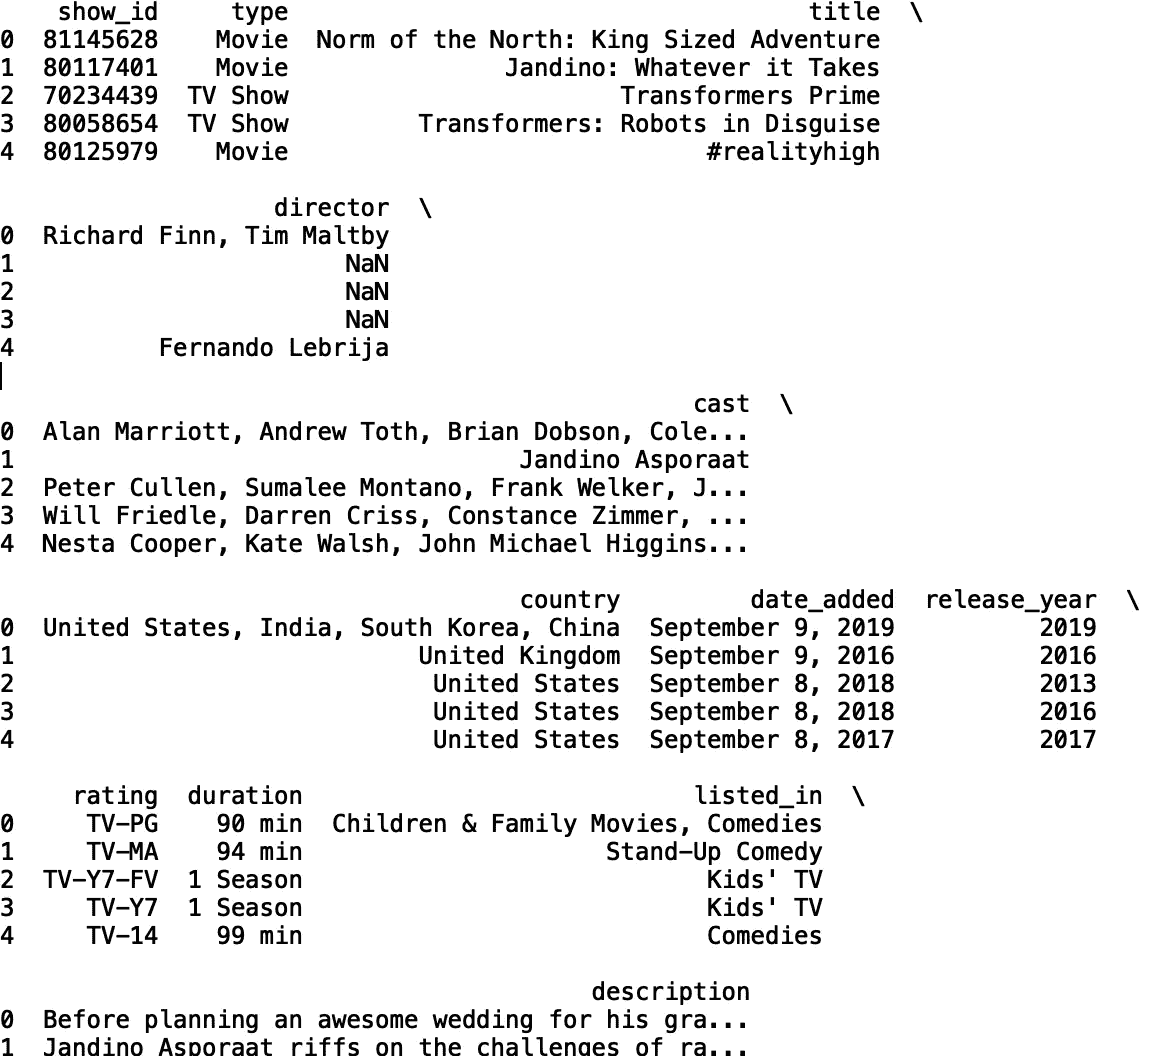 show_id type title \
0 81145628 Movie Norm of the North: King Sized Adventure
1 80117401 Movie Jandino: Whatever it Takes
2 70234439 TV Show Transformers Prime
3 80058654 TV Show Transformers: Robots in Disguise
4 80125979 Movie #realityhigh
director \
0 Richard Finn, Tim Maltby
1 NaN
2 NaN
3 NaN
4 Fernando Lebrija
cast \
0 Alan Marriott, Andrew Toth, Brian Dobson, Cole...
1 Jandino Asporaat
2 Peter Cullen, Sumalee Montano, Frank Welker, J...
3 Will Friedle, Darren Criss, Constance Zimmer, ...
4 Nesta Cooper, Kate Walsh, John Michael Higgins...
country date_added release_year \
0 United States, India, South Korea, China September 9, 2019 2019
1 United Kingdom September 9, 2016 2016
2 United States September 8, 2018 2013
3 United States September 8, 2018 2016
4 United States September 8, 2017 2017
rating duration listed_in \
0 TV-PG 90 min Children & Family Movies, Comedies
1 TV-MA 94 min Stand-Up Comedy
2 TV-Y7-FV 1 Season Kids' TV
3 TV-Y7 1 Season Kids' TV
4 TV-14 99 min Comedies
description
0 Before planning an awesome wedding for his gra...
1 Jandino Asporaat riffs on the challenges of ra...